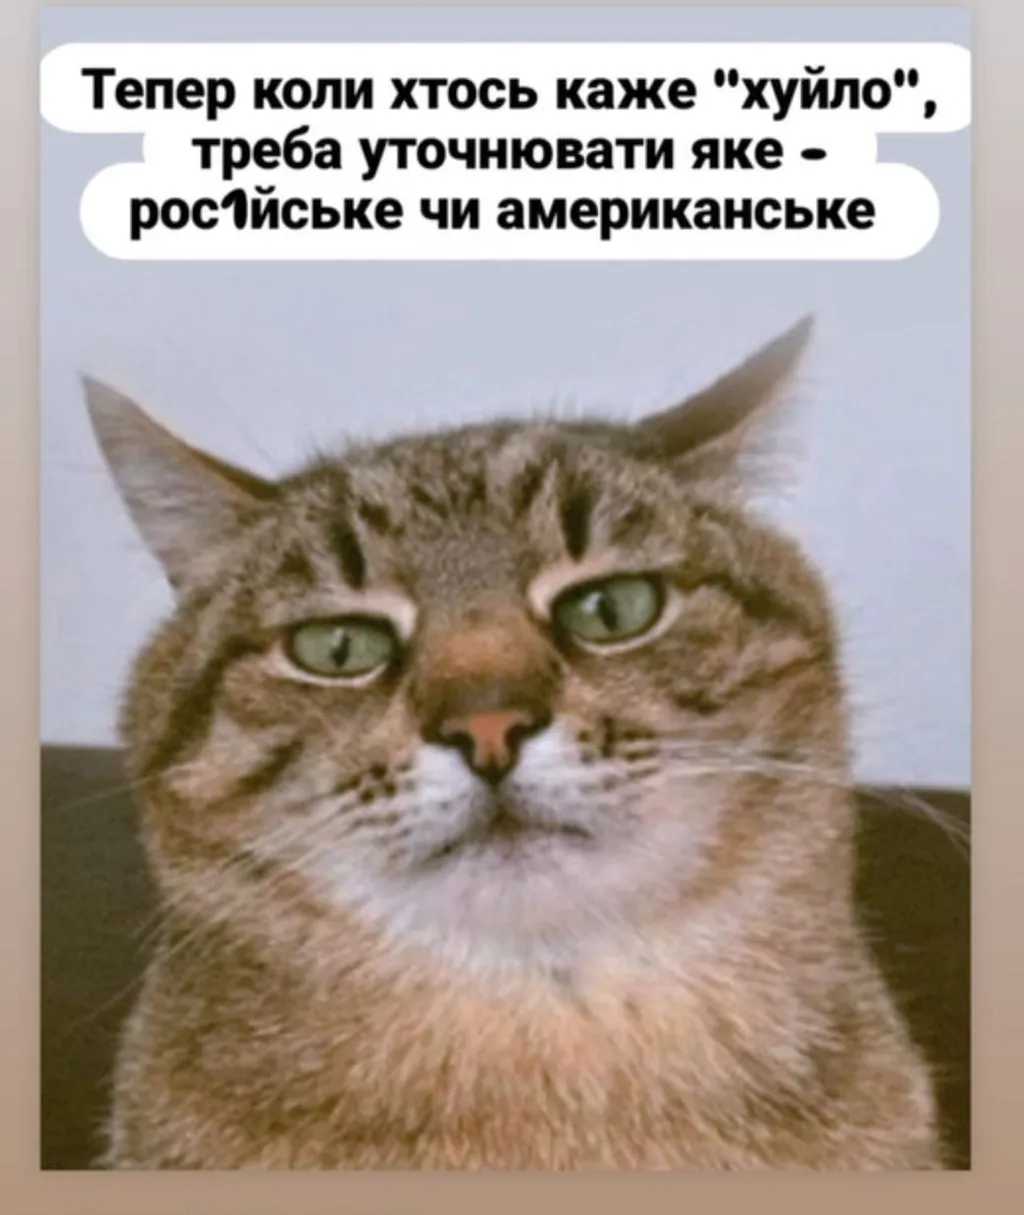 Тепер коли хтось каже "хуйло",
треба уточнювати яке -
рос1йське чи американське